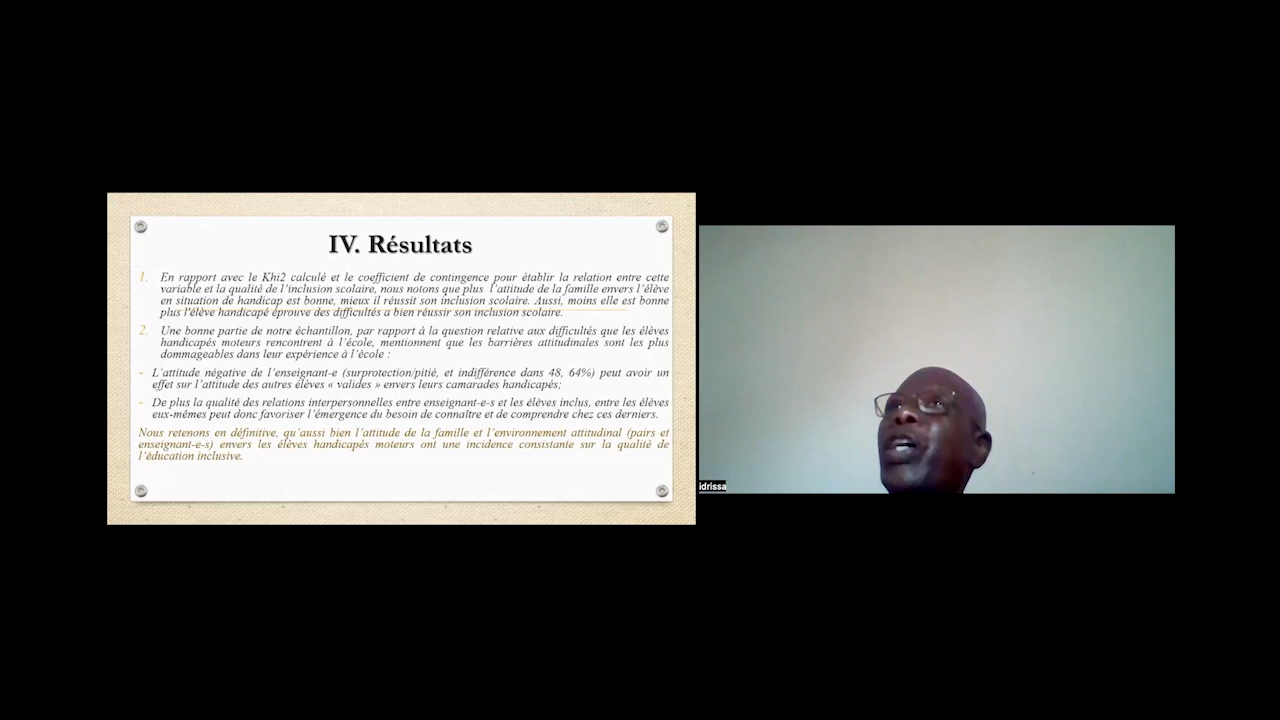 IV. Résultats
1. En rapport avec le Khi2 calculé et le coefficient de contingence pour établir la relation entre cette
variable et la qualité de l'inclusion scolaire, nous notons que plus l'attitude de la famille envers l'élève
en situation de handicap est bonne, mieux il réussit son inclusion scolaire. Aussi, moins elle est bonne
plus l'élève handicapé éprouve des difficultés a bien réussir son inclusion scolaire.
2. Une bonne partie de notre échantillon, par rapport à la question relative aux difficultés que les élèves
handicapés moteurs rencontrent à l'école, mentionnent que les barrières attitudinales sont les plus
dommageables dans leur expérience à l'école :
- L'attitude négative de l'enseignant-e (surprotection/pitié, et indifférence dans 48, 64%) peut avoir un
effet sur l'attitude des autres élèves « valides » envers leurs camarades handicapés;
- De plus la qualité des relations interpersonnelles entre enseignant-e-s et les élèves inclus, entre les élèves
eux-mêmes peut donc favoriser l'émergence du besoin de connaître et de comprendre chez ces derniers.
Nous retenons en définitive, qu'aussi bien l'attitude de la famille et l'environnement attitudinal (pairs et
enseignant-e-s) envers les élèves handicapés moteurs ont une incidence consistante sur la qualité de
l'éducation inclusive.
idrissa